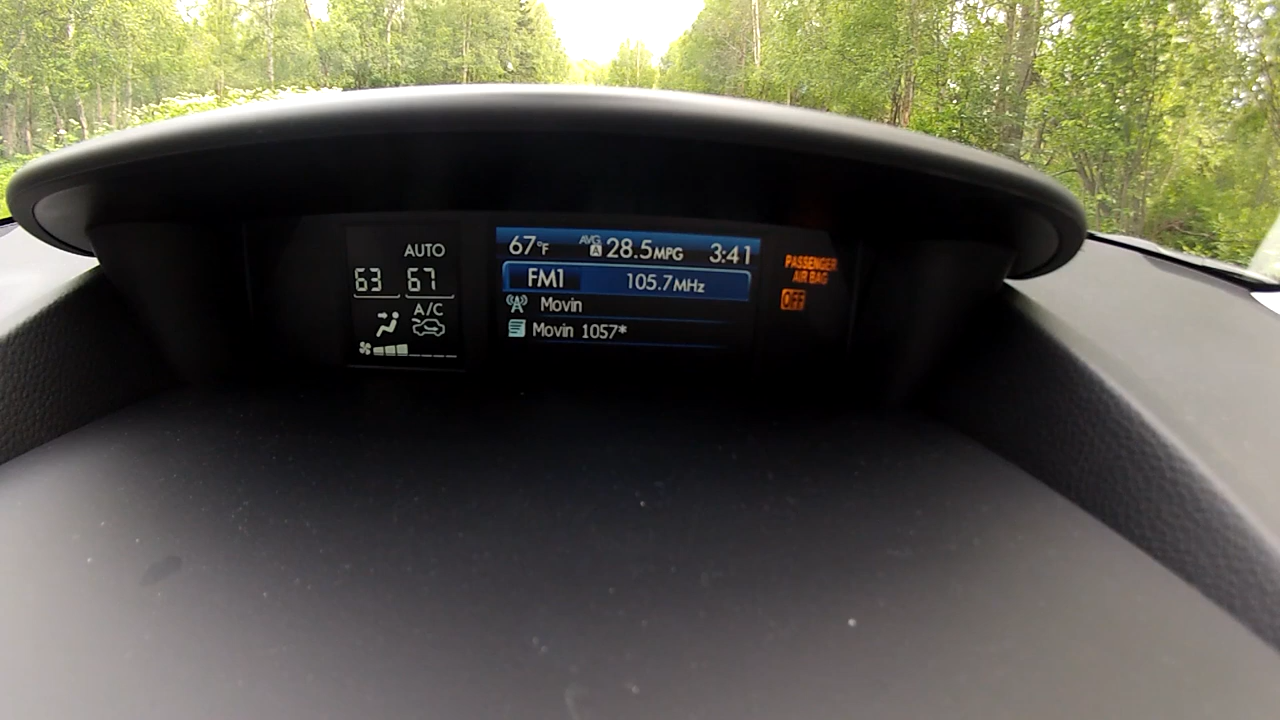 AUTO
63 67
A/C
67°F AVG A 28.5MPG 3:41
FM1 105.7MHz
Movin
Movin 1057*
PASSENGER
AIR BAG
OFF